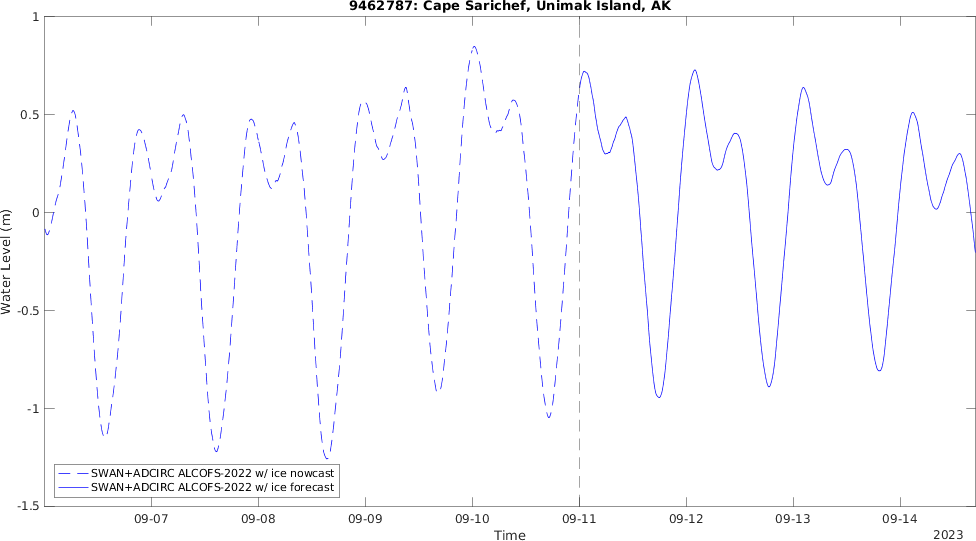 9462787: Cape Sarichef, Unimak Island, AK
1
0.5
0
-0.5
-1
-1.5
Water Level (m)
SWAN+ADCIRC ALCOFS-2022 w/ ice nowcast
SWAN+ADCIRC ALCOFS-2022 w/ ice forecast
09-07 09-08 09-09 09-10 09-11 09-12 09-13 09-14
Time
2023